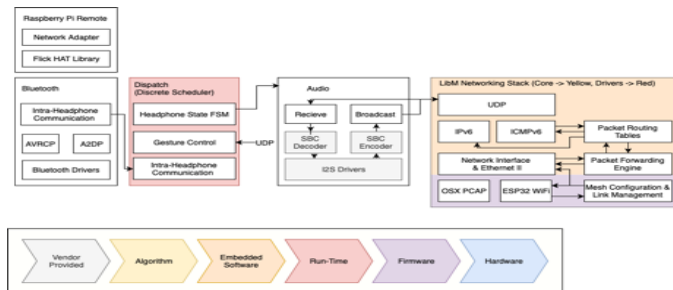 Raspberry Pi Remote
Network Adapter
Flick HAT Library
Bluetooth
Intra-Headphone
Communication
AVRCP
A2DP
Bluetooth Drivers
Dispatch
(Discrete Scheduler)
Headphone State FSM
Gesture Control
Intra-Headphone
Communication
UDP
Audio
Recieve
Broadcast
SBC
Decoder
SBC
Encoder
I2S Drivers
LibM Networking Stack (Core -> Yellow, Drivers -> Red)
UDP
IPv6
ICMPv6
Packet Routing
Tables
Network Interface
& Ethernet II
Packet Forwarding
Engine
OSX PCAP
ESP32 WiFi
Mesh Configuration &
Link Management
Vendor
Provided
Algorithm
Embedded
Software
Run-Time
Firmware
Hardware